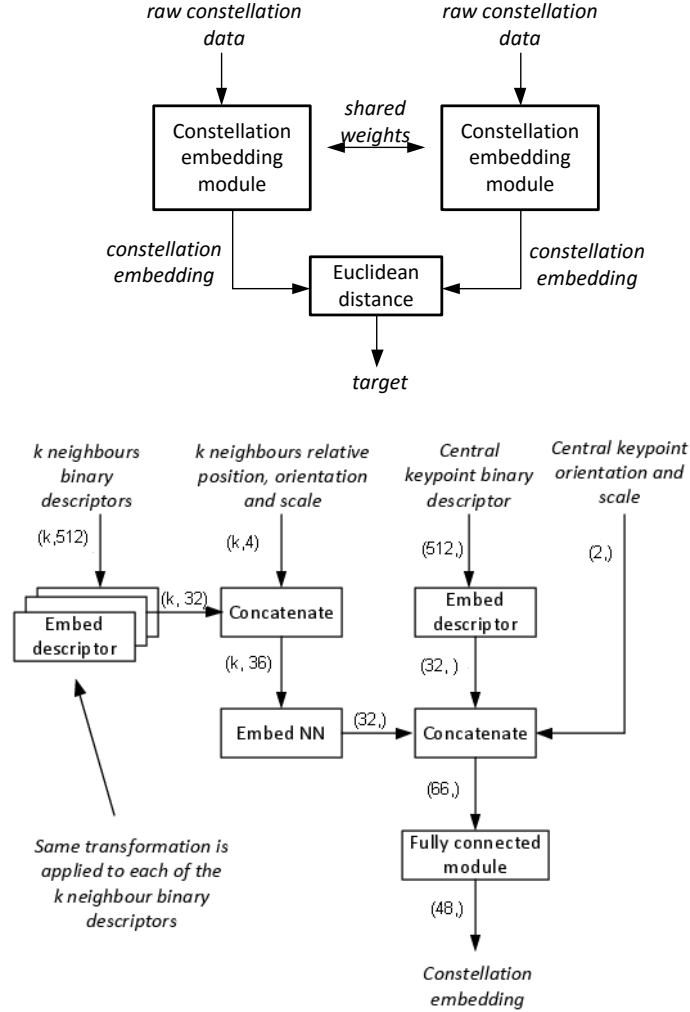 raw constellation
data
raw constellation
data
Constellation
embedding
module
shared
weights
Constellation
embedding
module
constellation
embedding
Euclidean
distance
constellation
embedding
target
k neighbours
binary
descriptors
k neighbours relative
position, orientation
and scale
Central
keypoint binary
descriptor
Central keypoint
orientation and
scale
(k,512)
(k,4)
(512,)
(2,)
Embed
descriptor
(k, 32)
Concatenate
Embed
descriptor
(k, 36)
(32, )
Embed NN
(32,)
Concatenate
(66,)
Same transformation is
applied to each of the
k neighbour binary
descriptors
Fully connected
module
(48,)
Constellation
embedding